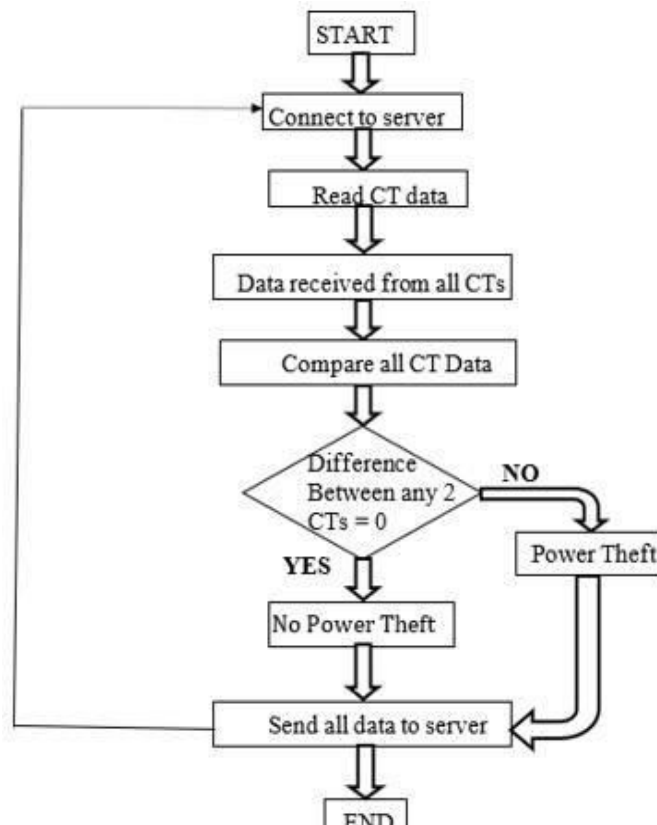 START
Connect to server
Read CT data
Data received from all CTs
Compare all CT Data
Difference
Between any 2
CTs = 0
NO
Power Theft
YES
No Power Theft
Send all data to server
END